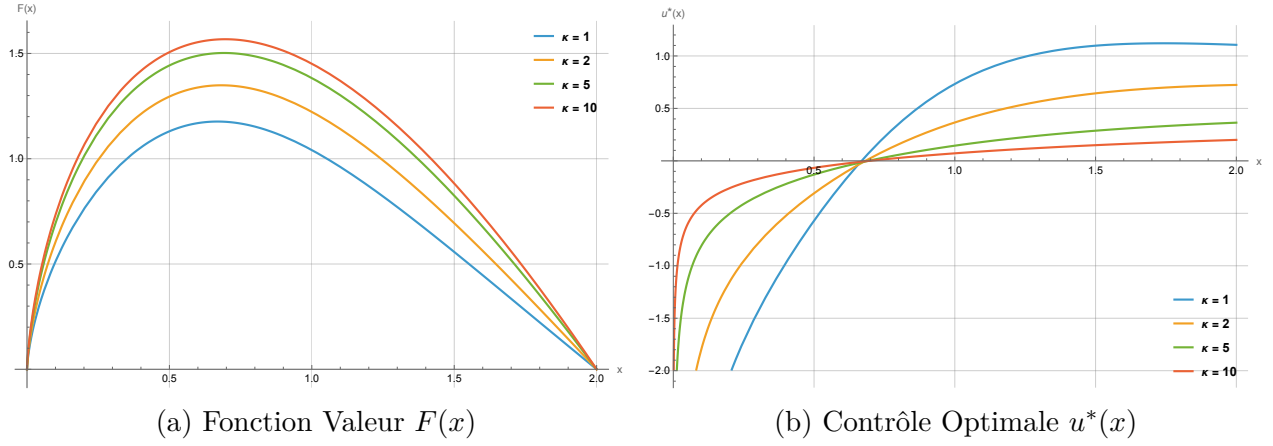 F(x)
1.5
1.0
0.5
0.5
1.0
1.5
2.0
x
κ = 1
κ = 2
κ = 5
κ = 10
(a) Fonction Valeur F(x)
u*(x)
1.0
0.5
-0.5
-1.0
-1.5
-2.0
0.5
1.0
1.5
2.0
x
κ = 1
κ = 2
κ = 5
κ = 10
(b) Contrôle Optimale u*(x)